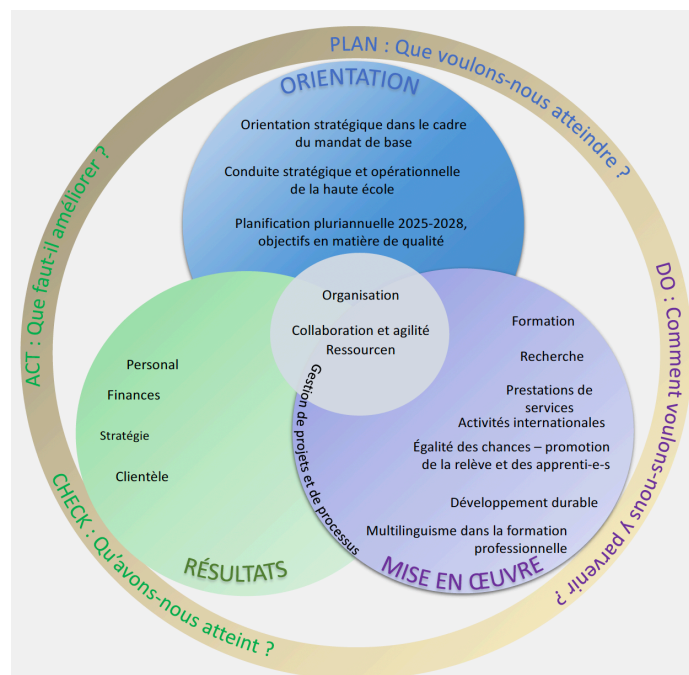 PLAN : Que voulons-nous atteindre ?
ORIENTATION
Orientation stratégique dans le cadre
du mandat de base
Conduite stratégique et opérationnelle
de la haute école
Planification pluriannuelle 2025-2028,
objectifs en matière de qualité
Organisation
Collaboration et agilité
Ressourcen
DO : Comment voulons-nous y parvenir ?
Formation
Recherche
Prestations de
services
Activités internationales
Égalité des chances – promotion
de la relève et des apprenti-e-s
Développement durable
Multilinguisme dans la formation
professionnelle
MISE EN ŒUVRE
Gestion de projets et de processus
Personal
Finances
Stratégie
Clientèle
RÉSULTATS
CHECK : Qu'avons-nous atteint ?
ACT : Que faut-il améliorer ?